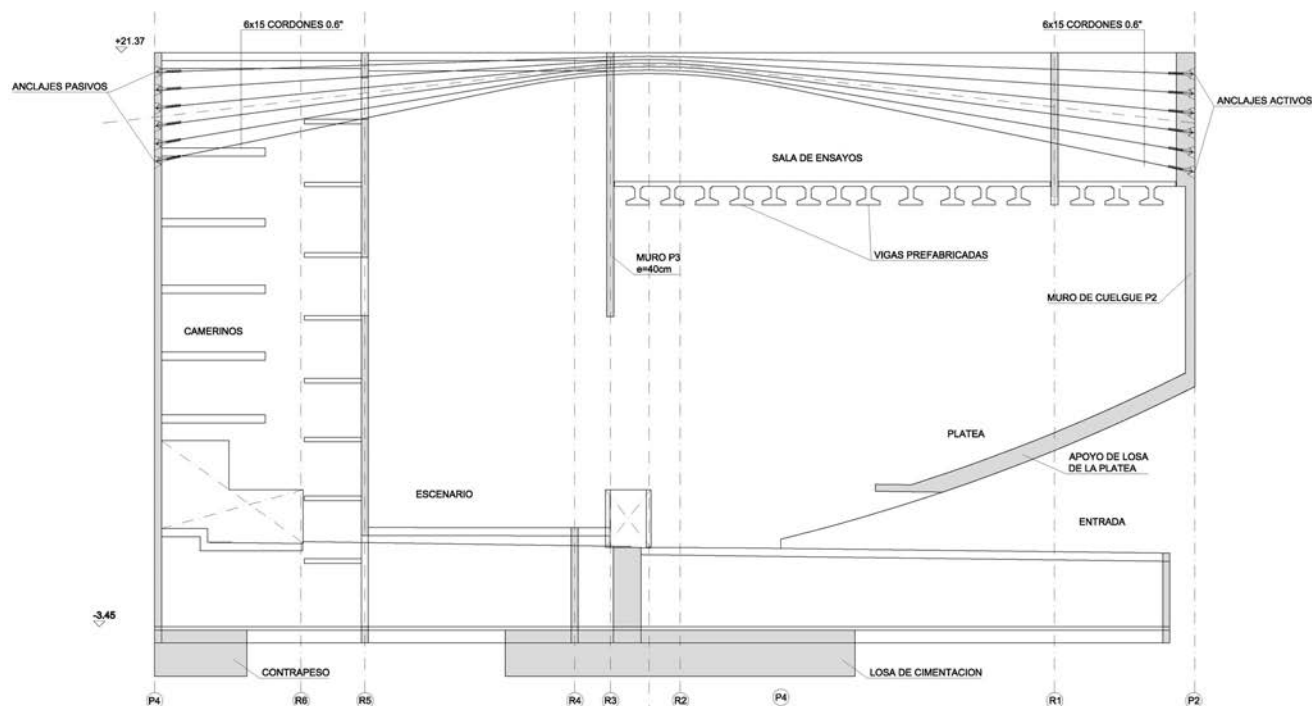 6x15 CORDONES 0.6"
6x15 CORDONES 0.6"
+21.37
ANCLAJES PASIVOS
ANCLAJES ACTIVOS
SALA DE ENSAYOS
MURO P3
e=40cm
VIGAS PREFABRICADAS
MURO DE CUELGUE P2
CAMERINOS
PLATEA
APOYO DE LOSA
DE LA PLATEA
ESCENARIO
ENTRADA
-3.45
CONTRAPESO
LOSA DE CIMENTACION
P4
R6
R5
R4
R3
R2
P4
R1
P2